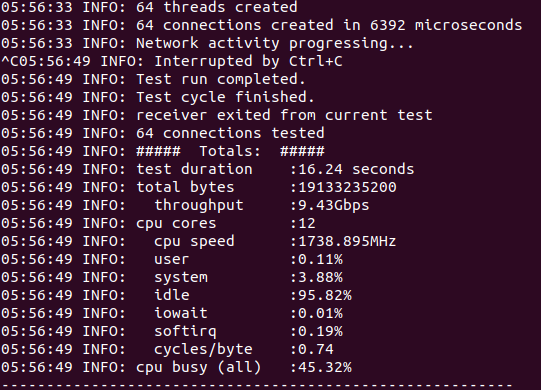 05:56:33 INFO: 64 threads created
05:56:33 INFO: 64 connections created in 6392 microseconds
05:56:33 INFO: Network activity progressing...
^C05:56:49 INFO: Interrupted by Ctrl+C
05:56:49 INFO: Test run completed.
05:56:49 INFO: Test cycle finished.
05:56:49 INFO: receiver exited from current test
05:56:49 INFO: 64 connections tested
05:56:49 INFO: #####  Totals:  #####
05:56:49 INFO: test duration    :16.24 seconds
05:56:49 INFO: total bytes      :19133235200
05:56:49 INFO:   throughput     :9.43Gbps
05:56:49 INFO: cpu cores        :12
05:56:49 INFO:   cpu speed      :1738.895MHz
05:56:49 INFO:   user           :0.11%
05:56:49 INFO:   system         :3.88%
05:56:49 INFO:   idle           :95.82%
05:56:49 INFO:   iowait         :0.01%
05:56:49 INFO:   softirq        :0.19%
05:56:49 INFO:   cycles/byte    :0.74
05:56:49 INFO: cpu busy (all)   :45.32%
---------------------------------------------------------